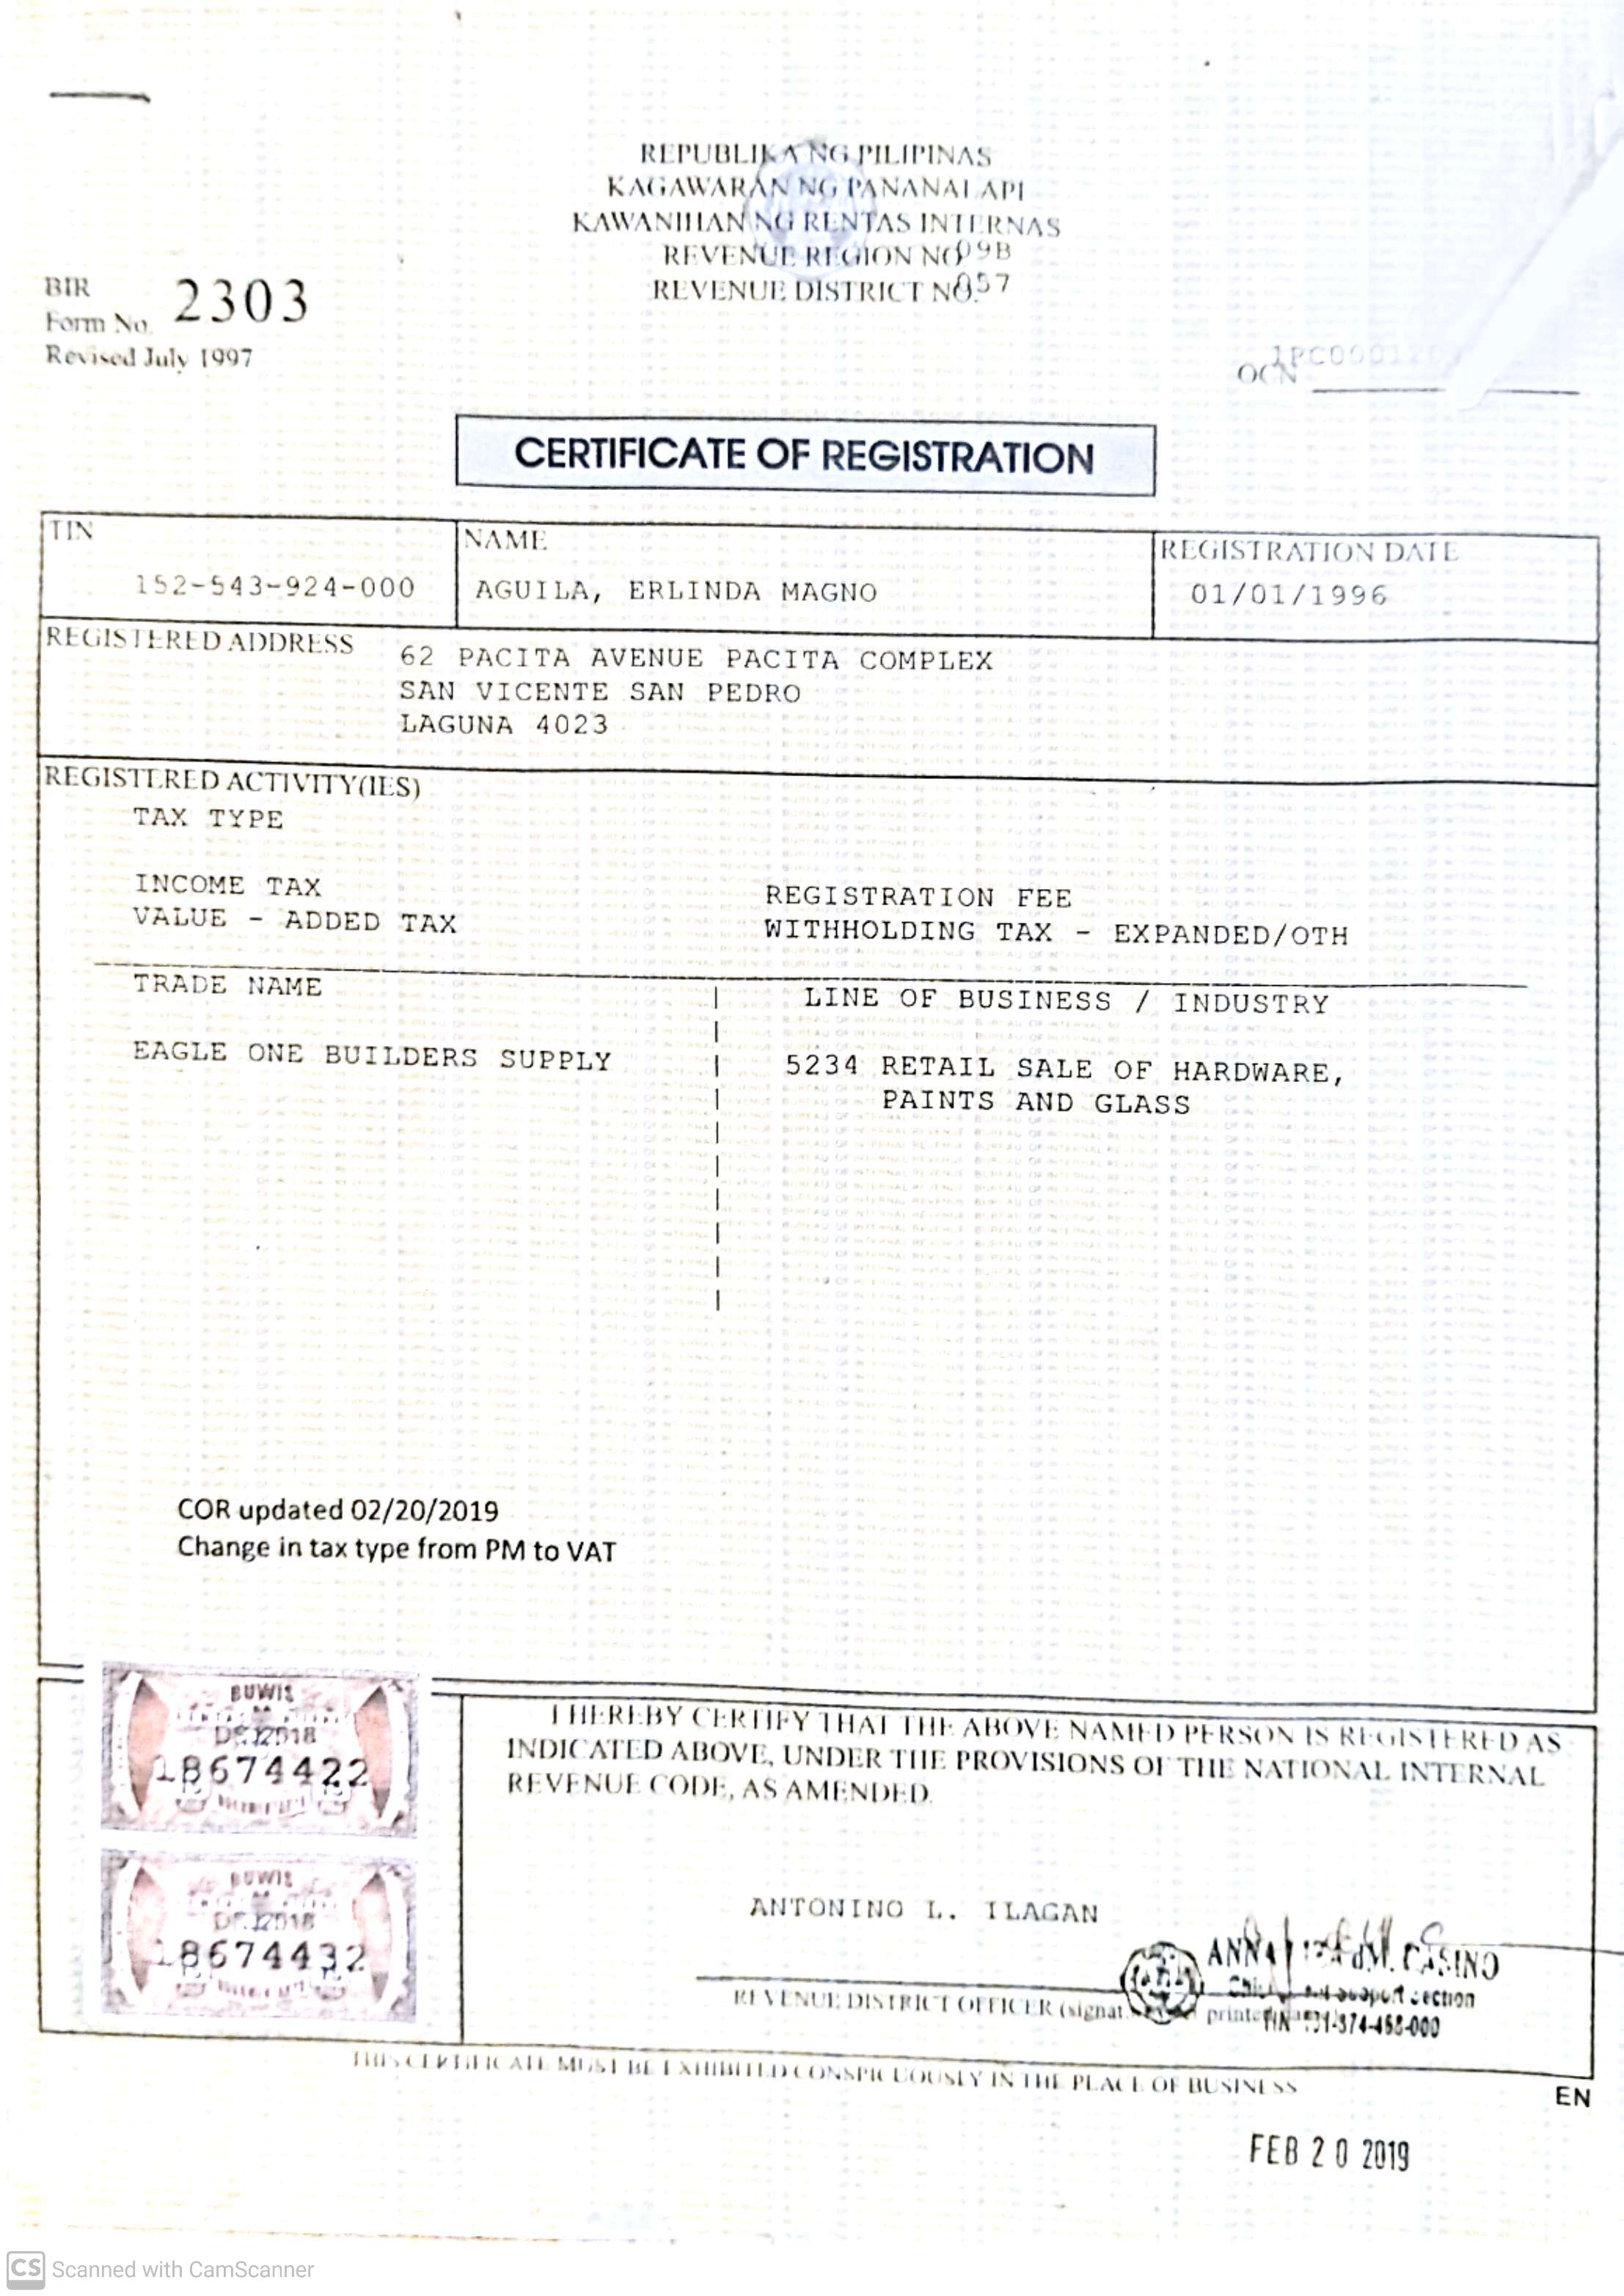 REPUBLIKA NG PILIPINAS
KAGAWARAN NG PANANALAPI
KAWANIHAN NG RENTAS INTERNAS
REVENUE REGION NO. 09B
REVENUE DISTRICT NO. 057
BIR
Form No. 2303
Revised July 1997
OCN
CERTIFICATE OF REGISTRATION
TIN NAME REGISTRATION DATE
152-543-924-000 AGUILA, ERLINDA MAGNO 01/01/1996
REGISTERED ADDRESS 62 PACITA AVENUE PACITA COMPLEX
SAN VICENTE SAN PEDRO
LAGUNA 4023
REGISTERED ACTIVITY(IES)
TAX TYPE
INCOME TAX REGISTRATION FEE
VALUE - ADDED TAX WITHHOLDING TAX - EXPANDED/OTH
TRADE NAME LINE OF BUSINESS / INDUSTRY
EAGLE ONE BUILDERS SUPPLY 5234 RETAIL SALE OF HARDWARE,
PAINTS AND GLASS
COR updated 02/20/2019
Change in tax type from PM to VAT
BUWIS
18674422
BUWIS
18674432
I HEREBY CERTIFY THAT THE ABOVE NAMED PERSON IS REGISTERED AS
INDICATED ABOVE, UNDER THE PROVISIONS OF THE NATIONAL INTERNAL
REVENUE CODE, AS AMENDED.
ANTONINO L. ILAGAN
REVENUE DISTRICT OFFICER
THIS CERTIFICATE MUST BE EXHIBITED CONSPICUOUSLY IN THE PLACE OF BUSINESS
EN
FEB 20 2019
CS Scanned with CamScanner